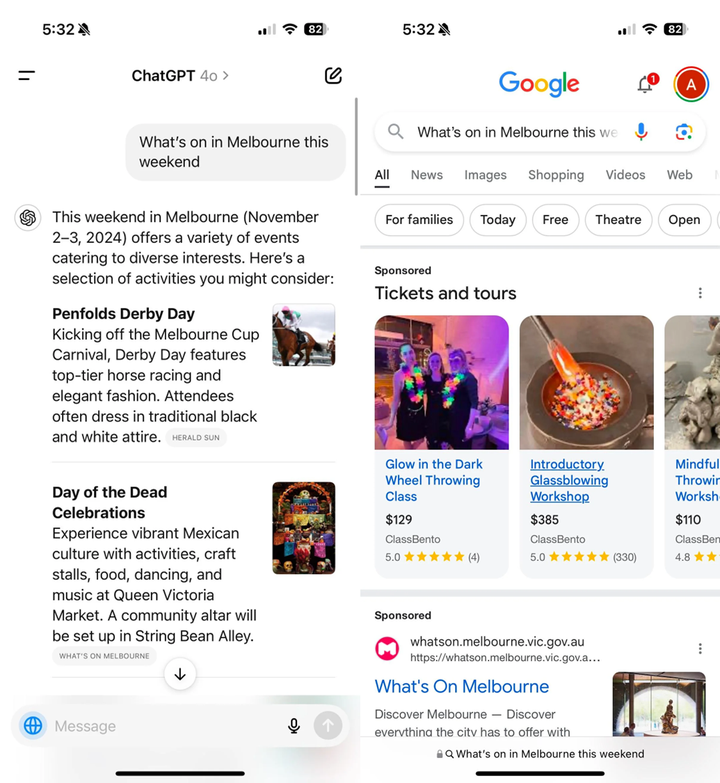 5:32
82
ChatGPT 4o >
What's on in Melbourne this
weekend
This weekend in Melbourne (November
2–3, 2024) offers a variety of events
catering to diverse interests. Here's a
selection of activities you might consider:
Penfolds Derby Day
Kicking off the Melbourne Cup
Carnival, Derby Day features
top-tier horse racing and
elegant fashion. Attendees
often dress in traditional black
and white attire. HERALD SUN
Day of the Dead
Celebrations
Experience vibrant Mexican
culture with activities, craft
stalls, food, dancing, and
music at Queen Victoria
Market. A community altar will
be set up in String Bean Alley.
WHAT'S ON MELBOURNE
Message
5:32
82
Google
1
A
What's on in Melbourne this we
All News Images Shopping Videos Web
For families Today Free Theatre Open
Sponsored
Tickets and tours
Glow in the Dark
Wheel Throwing
Class
$129
ClassBento
5.0 ★★★★★ (4)
Introductory
Glassblowing
Workshop
$385
ClassBento
5.0 ★★★★★ (330)
Mindful
Throwin
Worksh
$110
ClassBen
4.8 ★★
Sponsored
whatson.melbourne.vic.gov.au
https://whatson.melbourne.vic.gov.a...
What's On Melbourne
Discover Melbourne — Discover
everything the city has to offer with
What's on in Melbourne this weekend